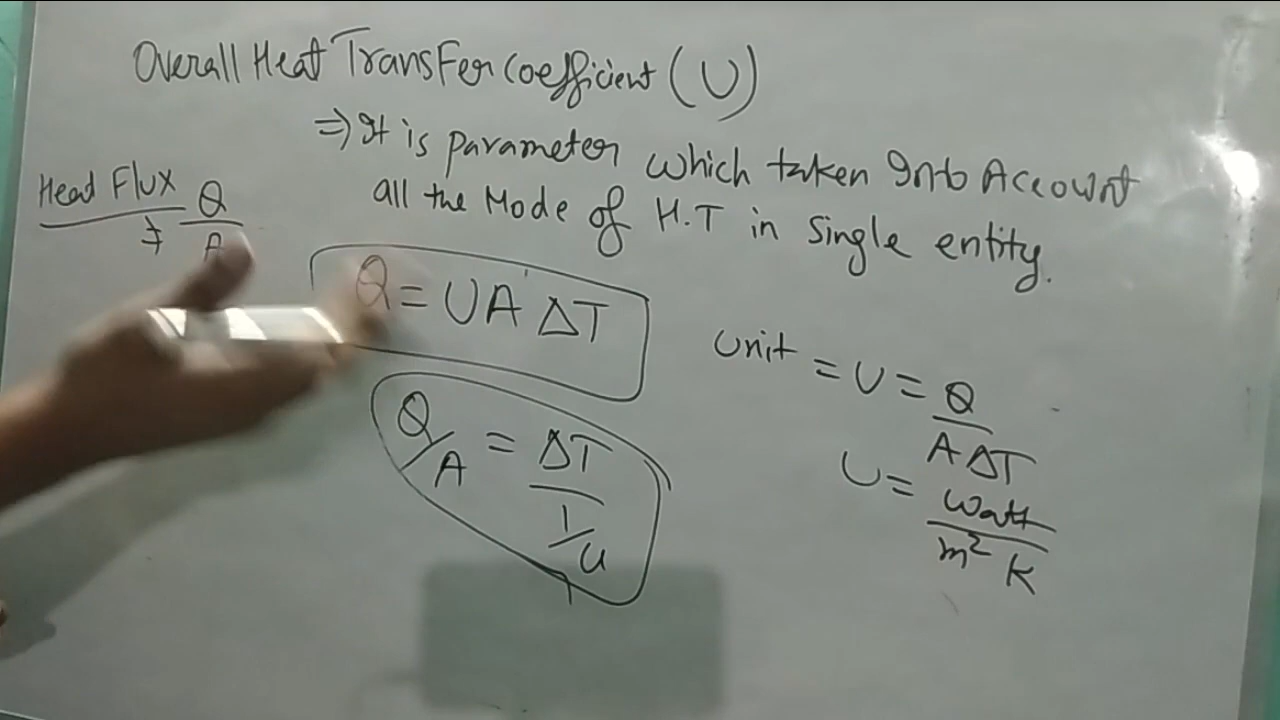 Overall Heat Transfer Coefficient (U)
⇒ It is parameter which taken Into Account
all the Mode of H.T in single entity.
Head Flux
⇒ Q/A
Q = UA ΔT
Q/A = ΔT / 1/U
Unit = U = Q / A ΔT
U = Watt / m² K